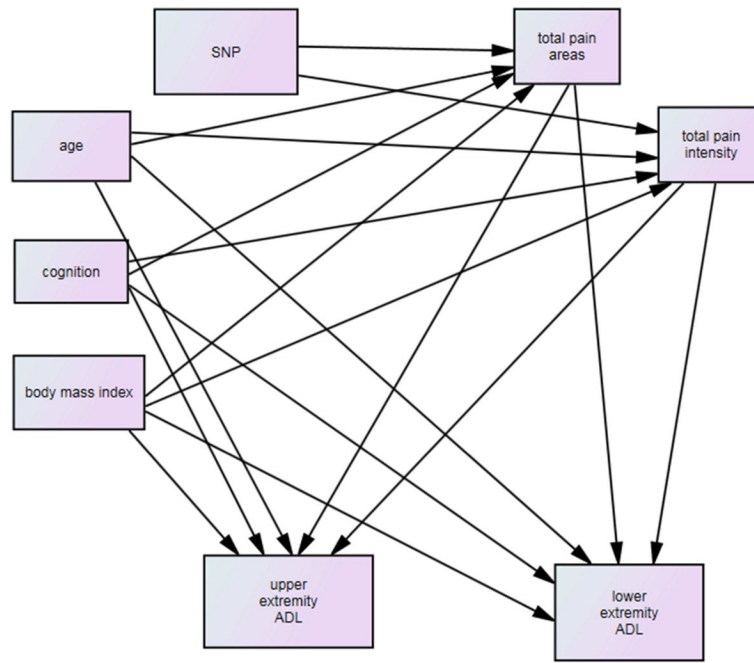 SNP
total pain
areas
age
total pain
intensity
cognition
body mass index
upper
extremity
ADL
lower
extremity
ADL